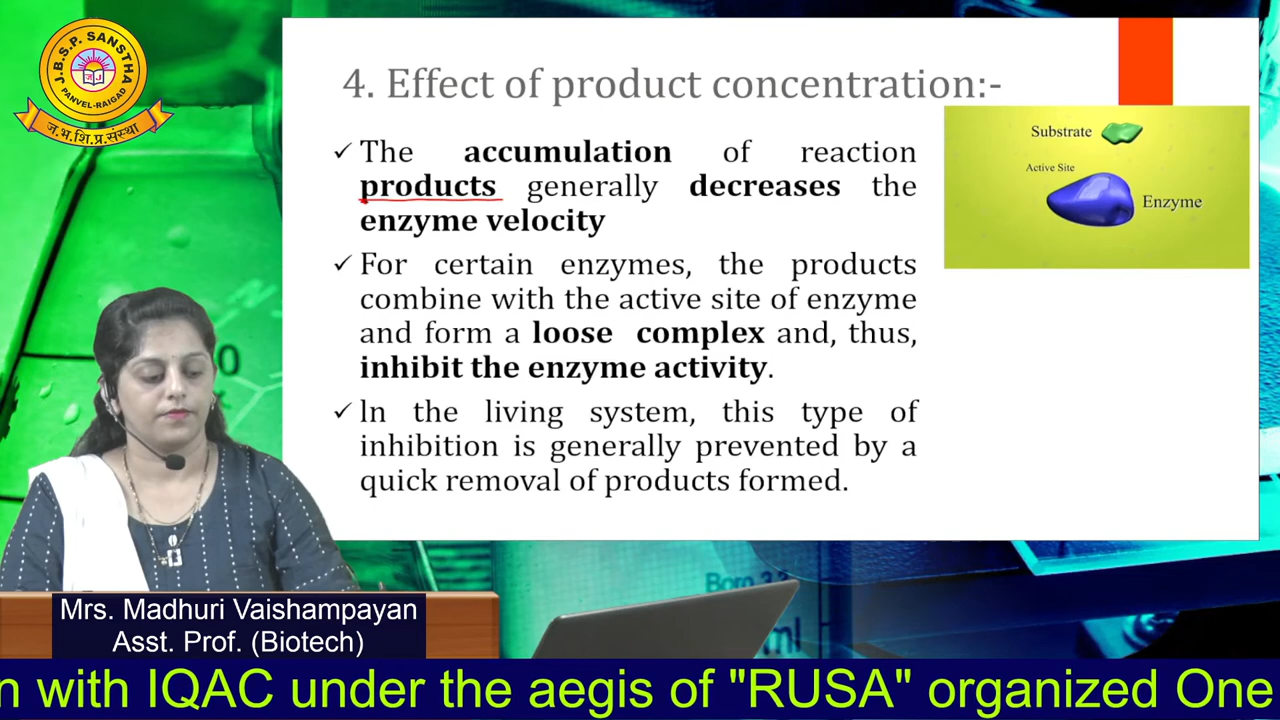 J.B.S.P. SANSTHA
PANVEL-RAIGAD
ज.भ.शि.प्र.संस्था
4. Effect of product concentration:-
✓ The accumulation of reaction
products generally decreases the
enzyme velocity
✓ For certain enzymes, the products
combine with the active site of enzyme
and form a loose complex and, thus,
inhibit the enzyme activity.
✓ In the living system, this type of
inhibition is generally prevented by a
quick removal of products formed.
Substrate
Active Site
Enzyme
Mrs. Madhuri Vaishampayan
Asst. Prof. (Biotech)
n with IQAC under the aegis of "RUSA" organized One